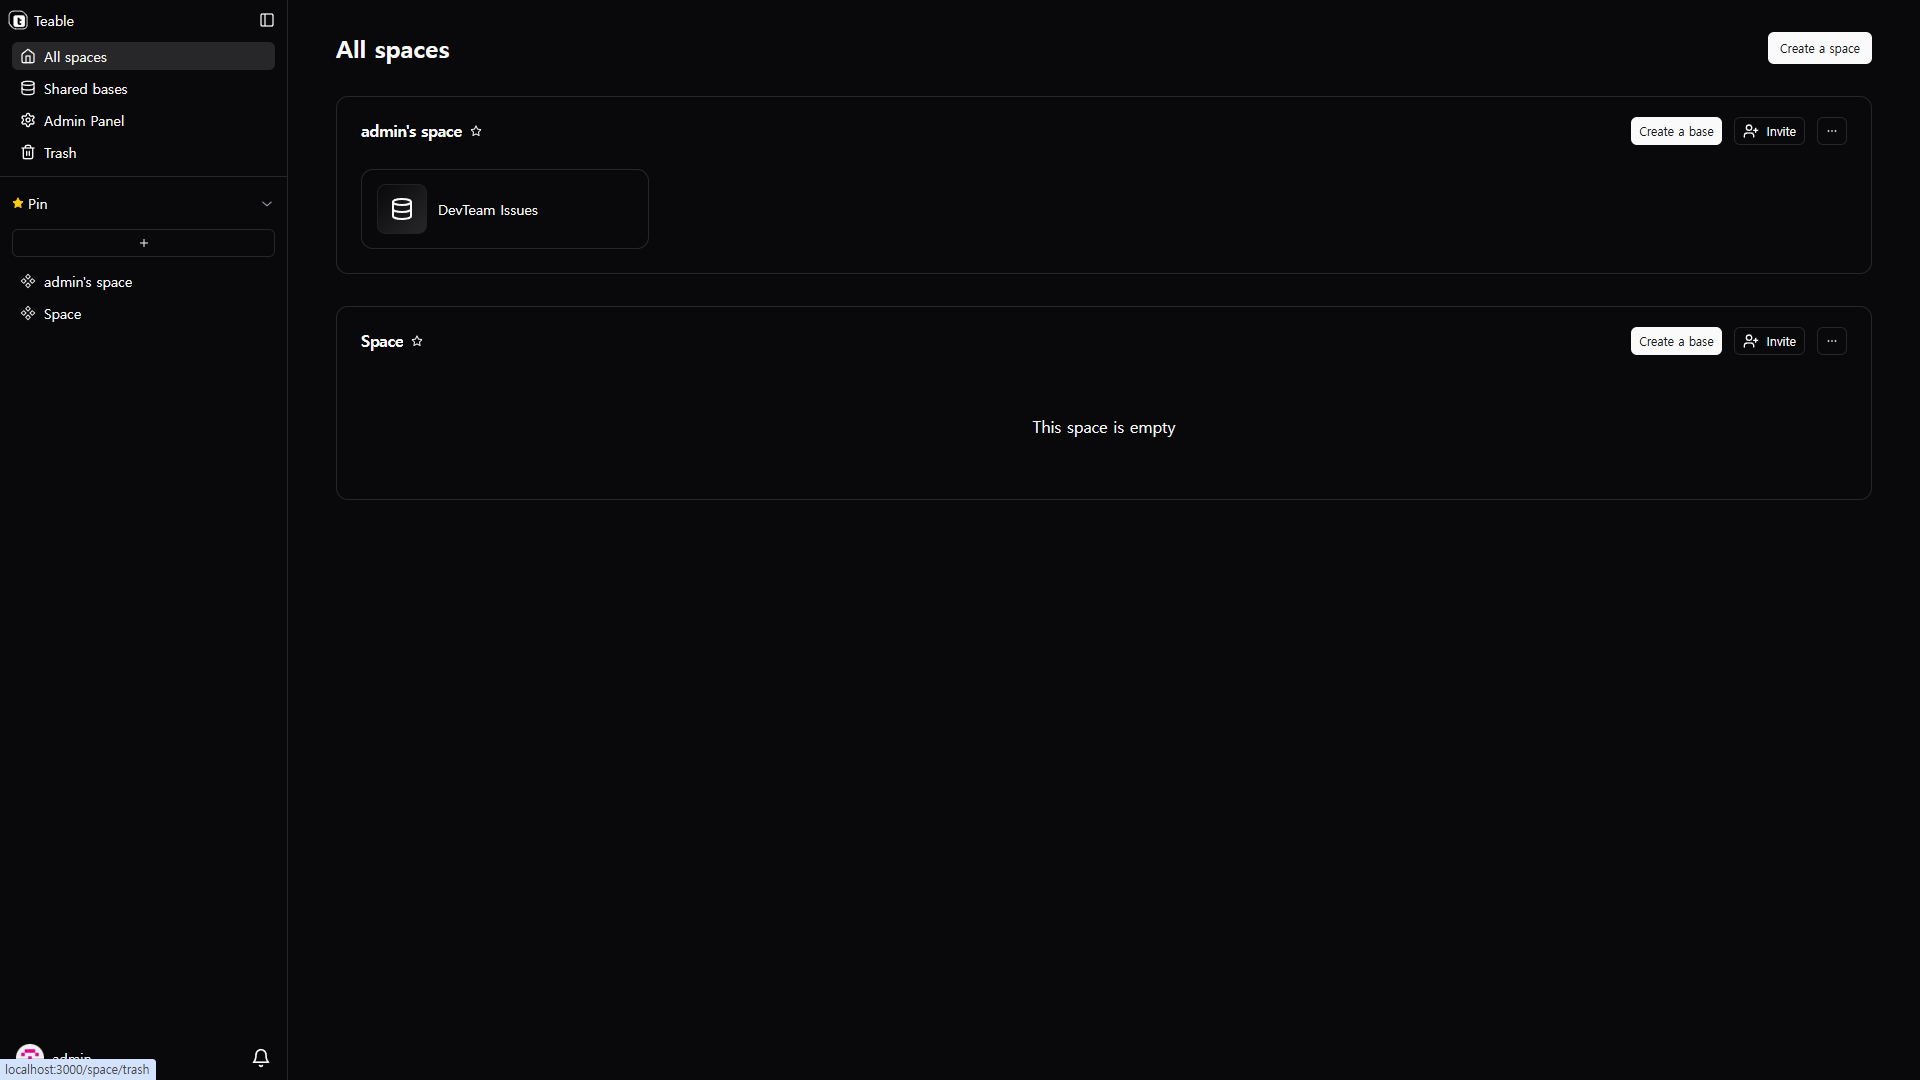 Teable
All spaces
Shared bases
Admin Panel
Trash
Pin
+
admin's space
Space
admin
localhost:3000/space/trash
All spaces
Create a space
admin's space
Create a base
Invite
...
DevTeam Issues
Space
Create a base
Invite
...
This space is empty